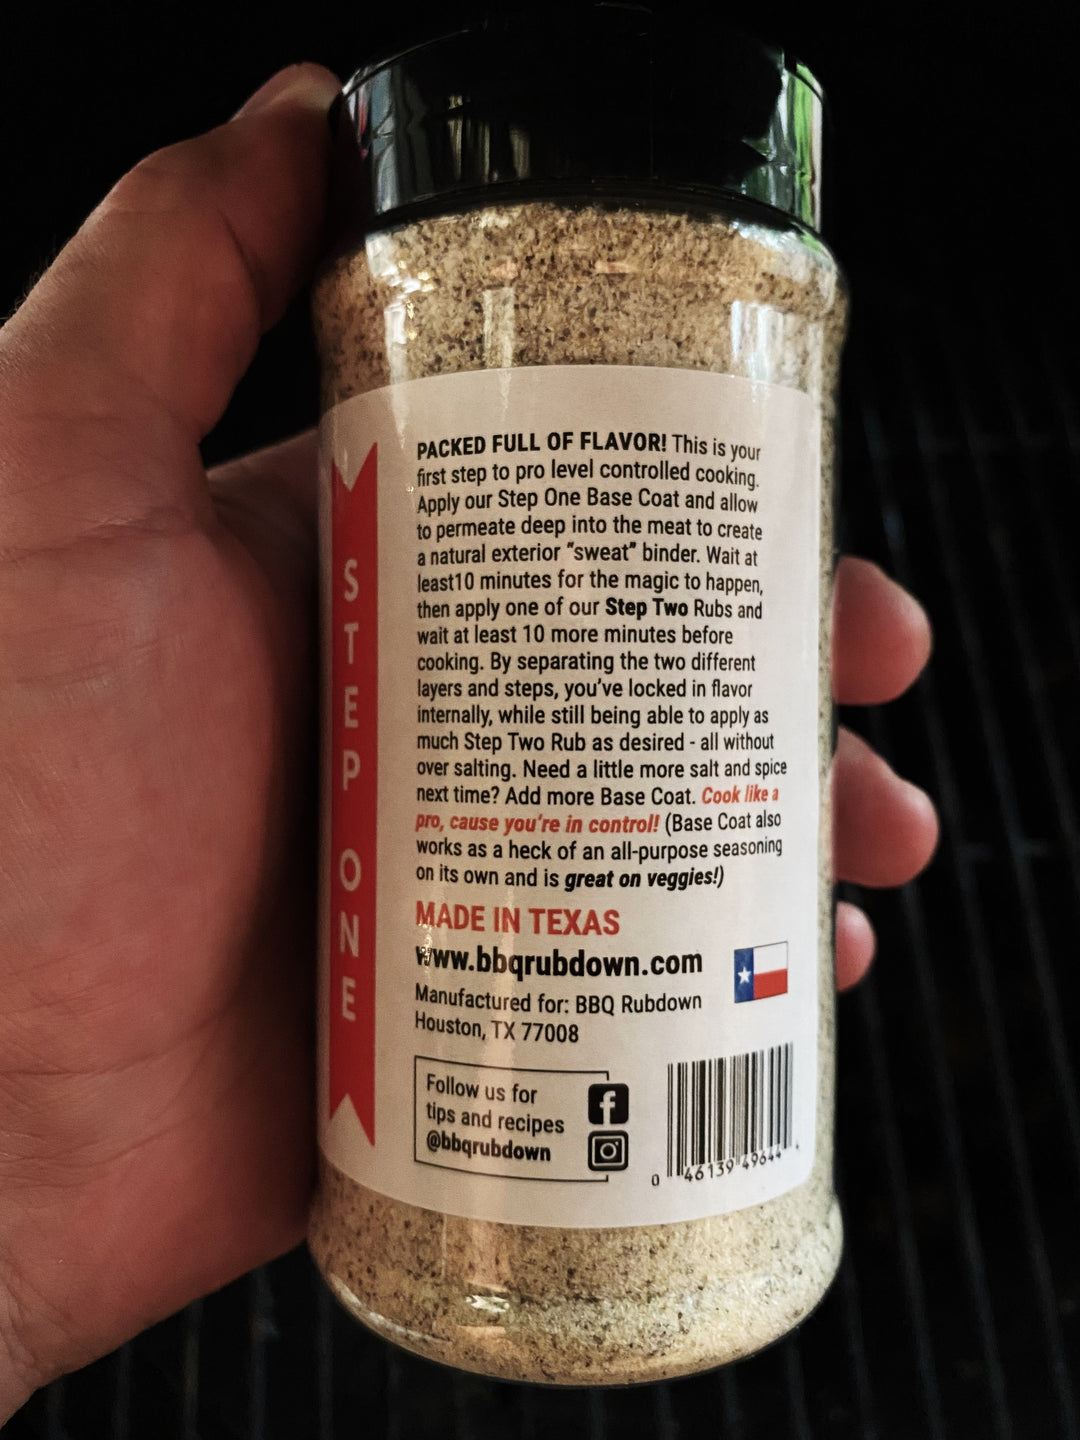 STEP ONE
PACKED FULL OF FLAVOR! This is your
first step to pro level controlled cooking.
Apply our Step One Base Coat and allow
to permeate deep into the meat to create
a natural exterior "sweat" binder. Wait at
least10 minutes for the magic to happen,
then apply one of our Step Two Rubs and
wait at least 10 more minutes before
cooking. By separating the two different
layers and steps, you've locked in flavor
internally, while still being able to apply as
much Step Two Rub as desired - all without
over salting. Need a little more salt and spice
next time? Add more Base Coat. Cook like a
pro, cause you're in control! (Base Coat also
works as a heck of an all-purpose seasoning
on its own and is great on veggies!)
MADE IN TEXAS
www.bbqrubdown.com
Manufactured for: BBQ Rubdown
Houston, TX 77008
Follow us for
tips and recipes
@bbqrubdown
0 46139 49644